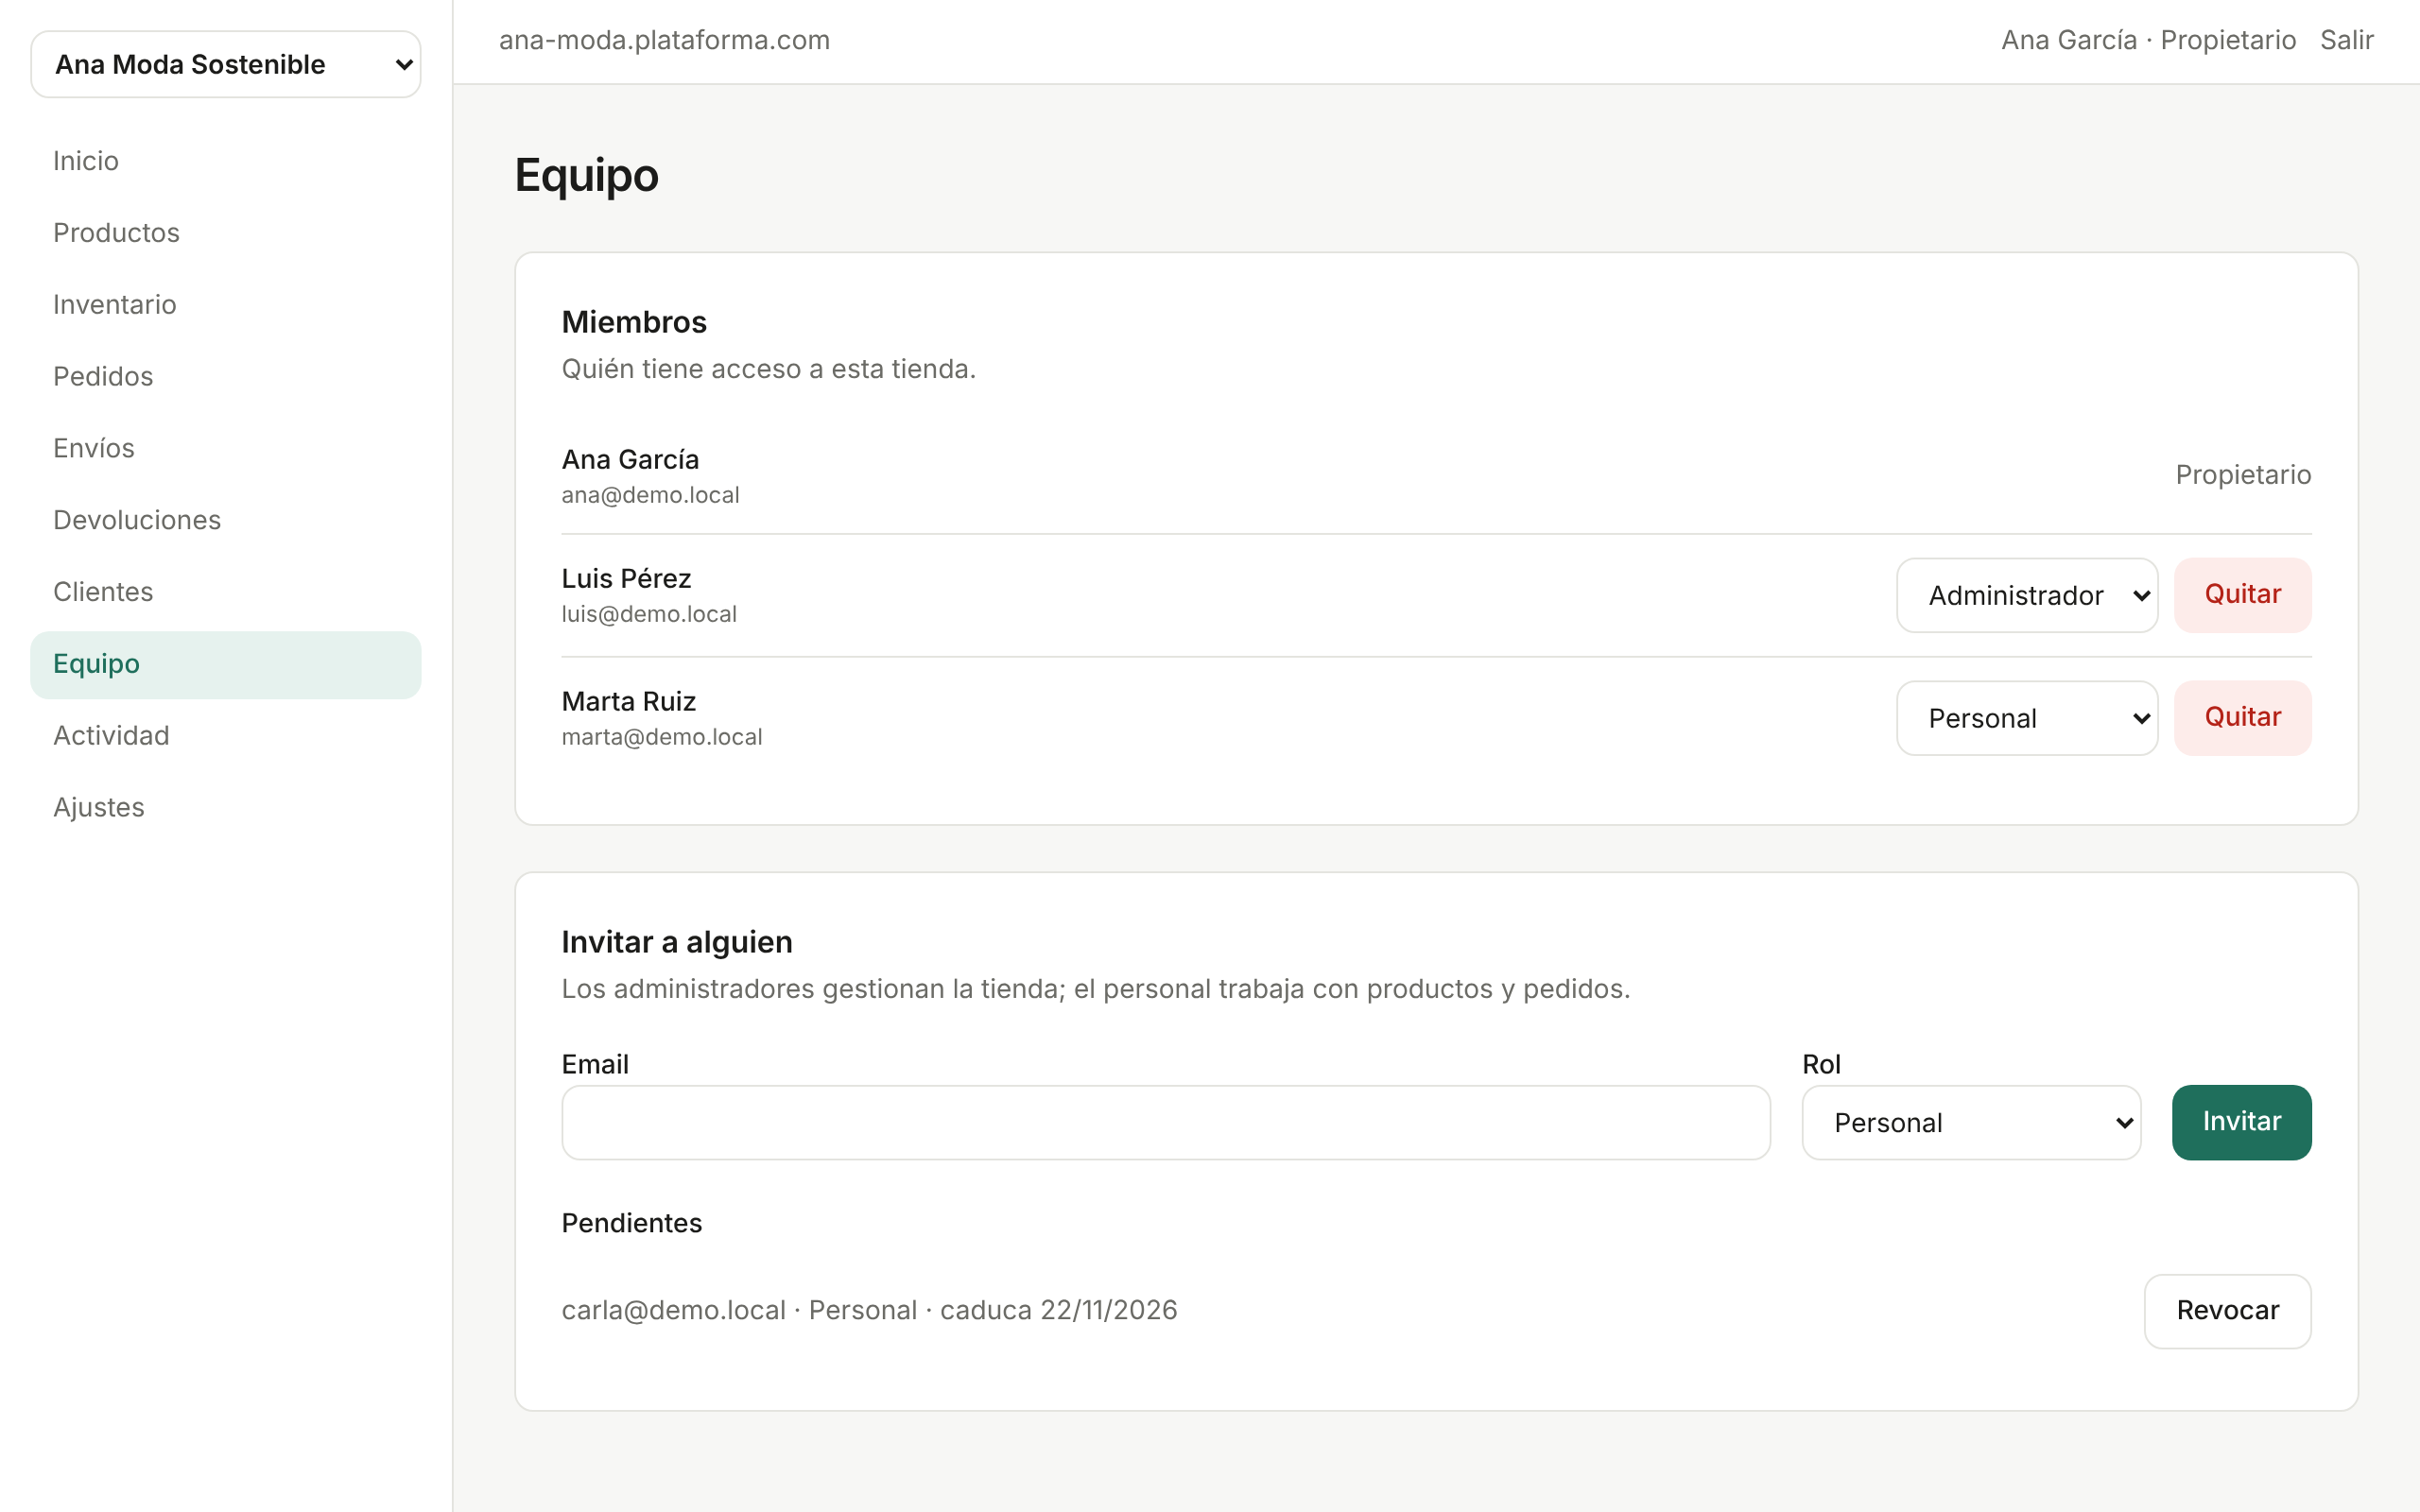 Ana Moda Sostenible
ana-moda.plataforma.com
Ana García · Propietario Salir
Inicio
Productos
Inventario
Pedidos
Envíos
Devoluciones
Clientes
Equipo
Actividad
Ajustes
Equipo
Miembros
Quién tiene acceso a esta tienda.
Ana García
ana@demo.local
Propietario
Luis Pérez
luis@demo.local
Administrador
Quitar
Marta Ruiz
marta@demo.local
Personal
Quitar
Invitar a alguien
Los administradores gestionan la tienda; el personal trabaja con productos y pedidos.
Email
Rol
Personal
Invitar
Pendientes
carla@demo.local · Personal · caduca 22/11/2026
Revocar